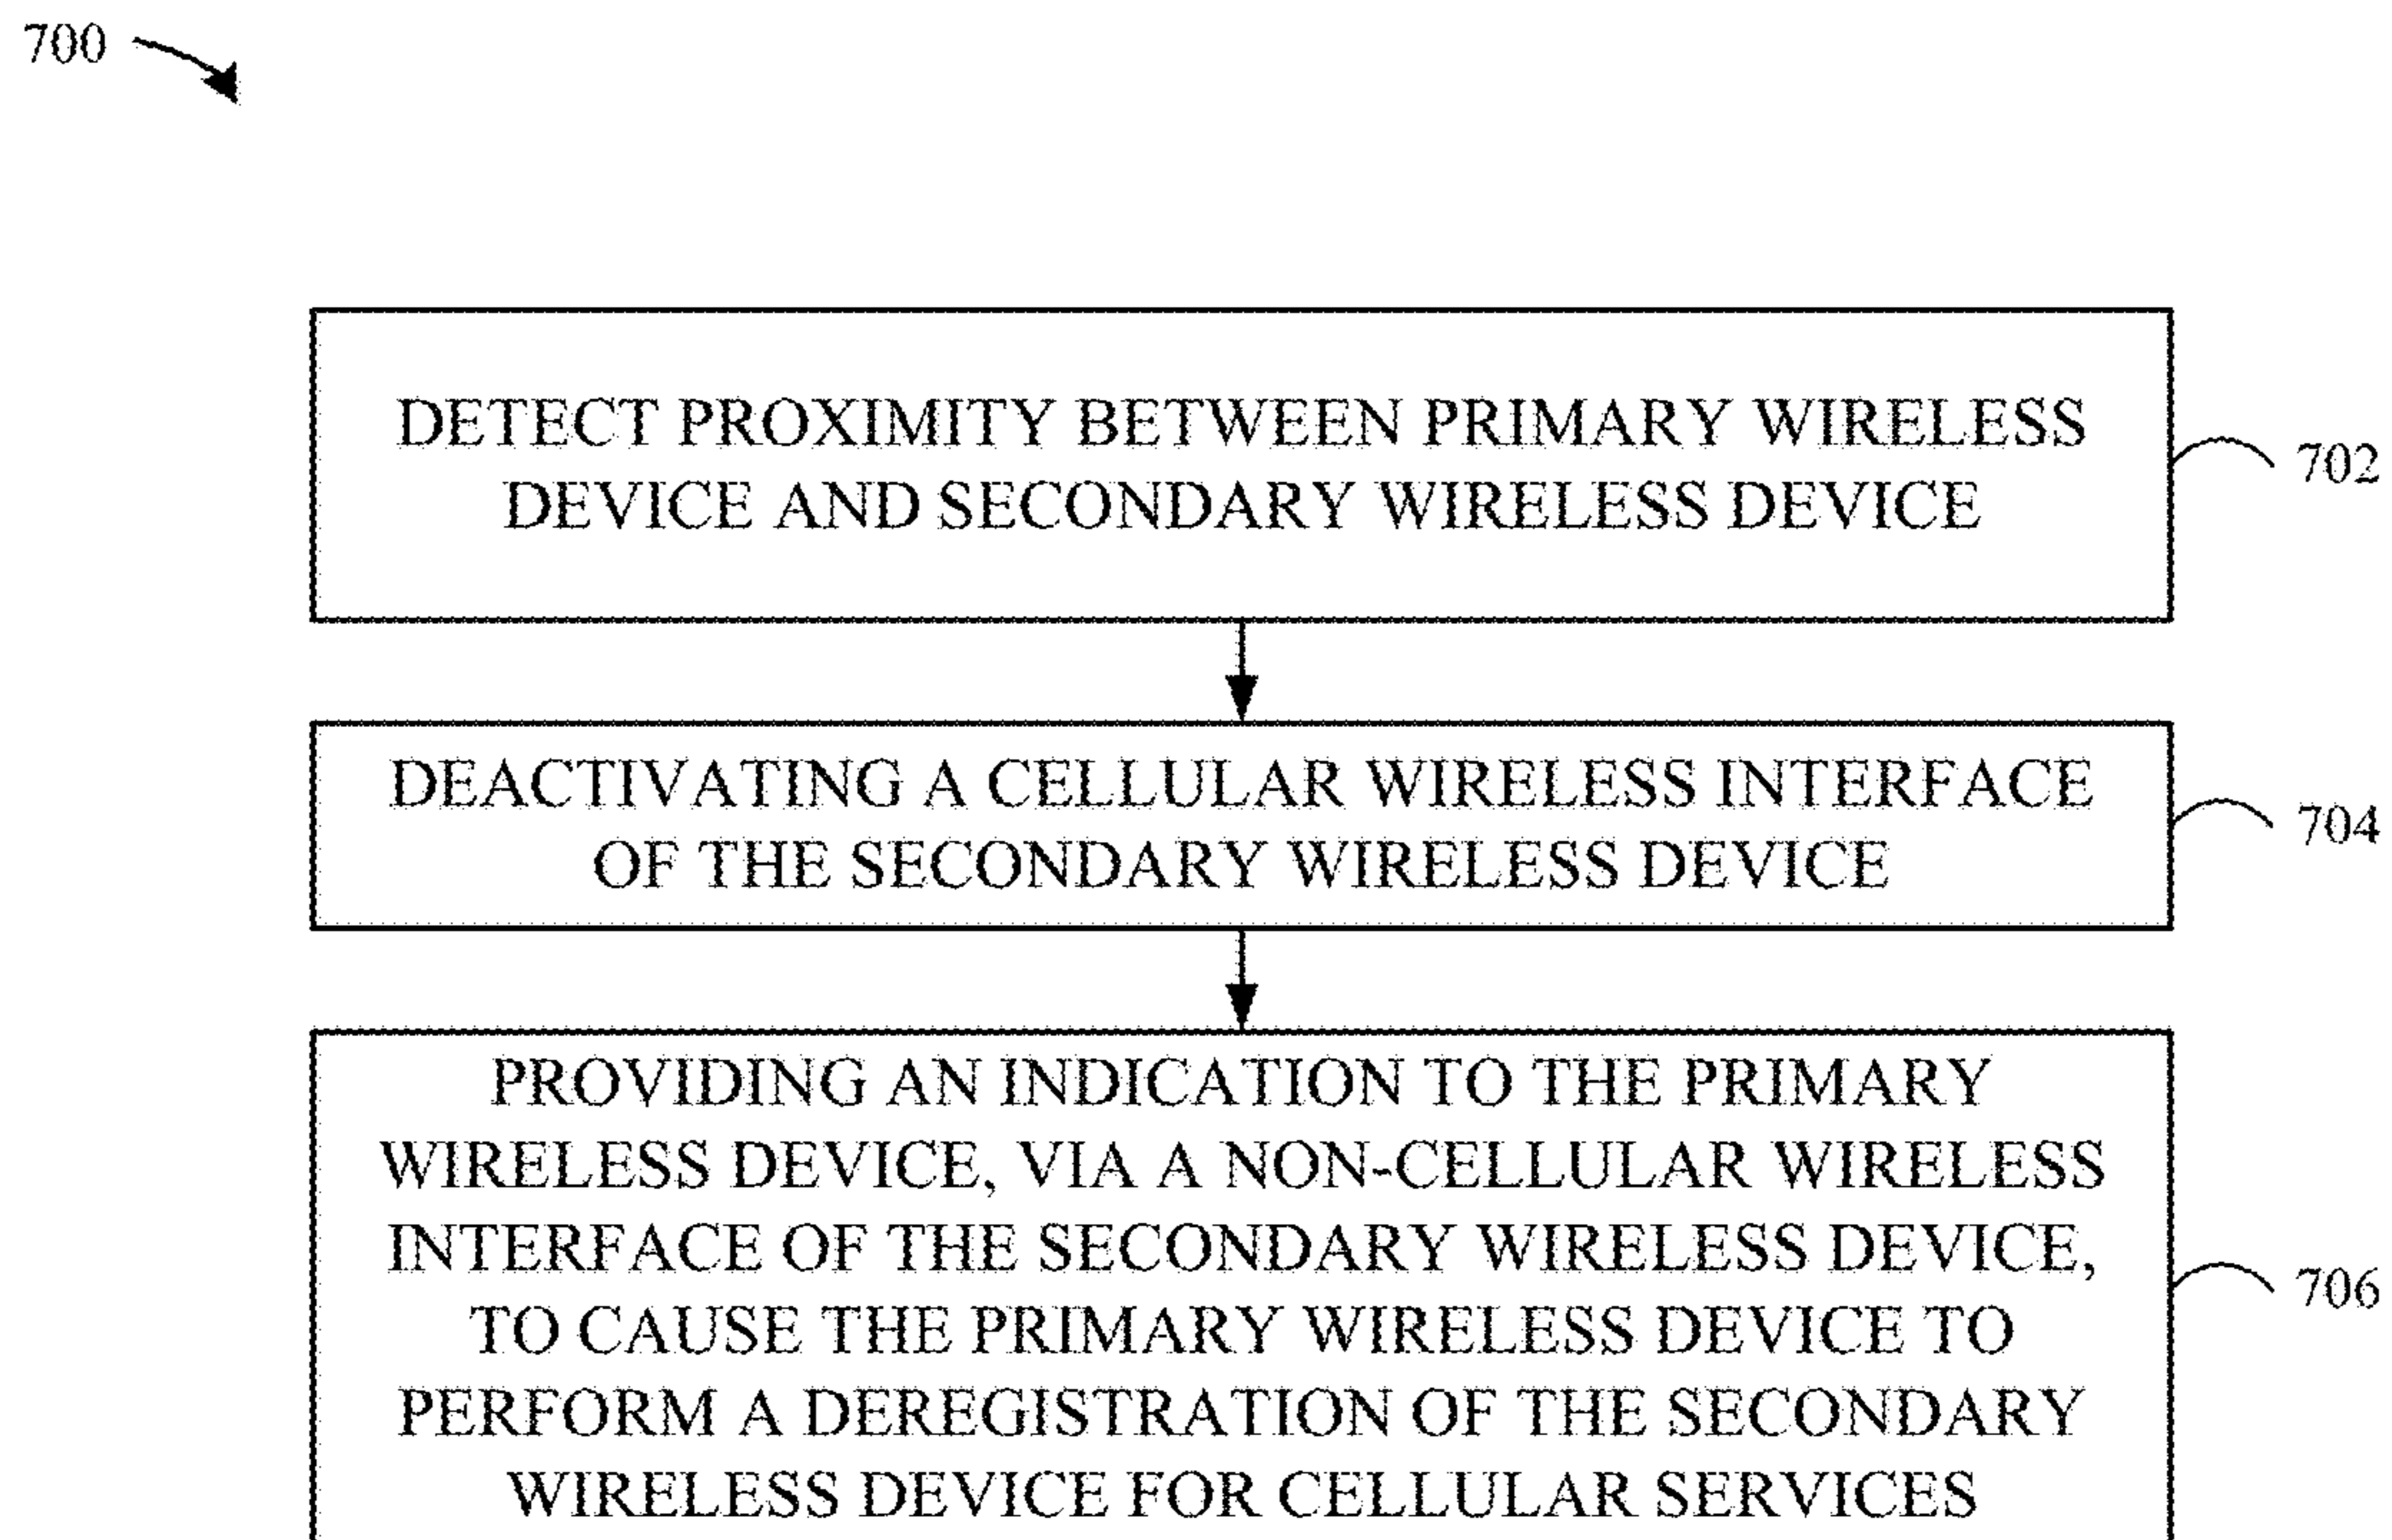 700
DETECT PROXIMITY BETWEEN PRIMARY WIRELESS
DEVICE AND SECONDARY WIRELESS DEVICE
702
DEACTIVATING A CELLULAR WIRELESS INTERFACE
OF THE SECONDARY WIRELESS DEVICE
704
PROVIDING AN INDICATION TO THE PRIMARY
WIRELESS DEVICE, VIA A NON-CELLULAR WIRELESS
INTERFACE OF THE SECONDARY WIRELESS DEVICE,
TO CAUSE THE PRIMARY WIRELESS DEVICE TO
PERFORM A DEREGISTRATION OF THE SECONDARY
WIRELESS DEVICE FOR CELLULAR SERVICES
706